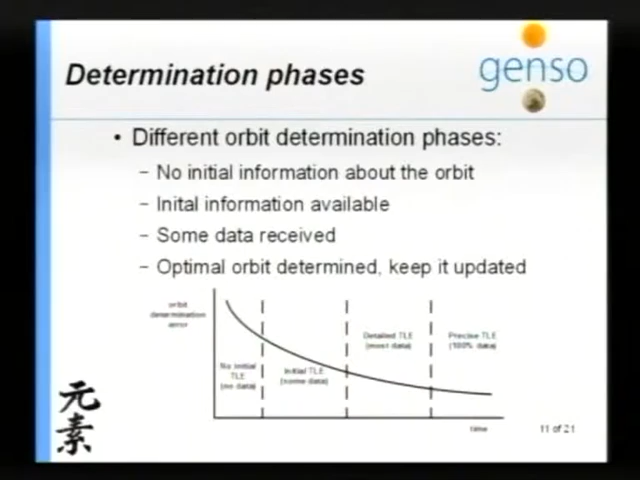 Determination phases
genso
• Different orbit determination phases:
– No initial information about the orbit
– Inital information available
– Some data received
– Optimal orbit determined, keep it updated
orbit
determination
error
No initial
TLE
(no data)
Initial TLE
(some data)
Detailed TLE
(most data)
Precise TLE
(100% data)
time
元
素
11 of 21